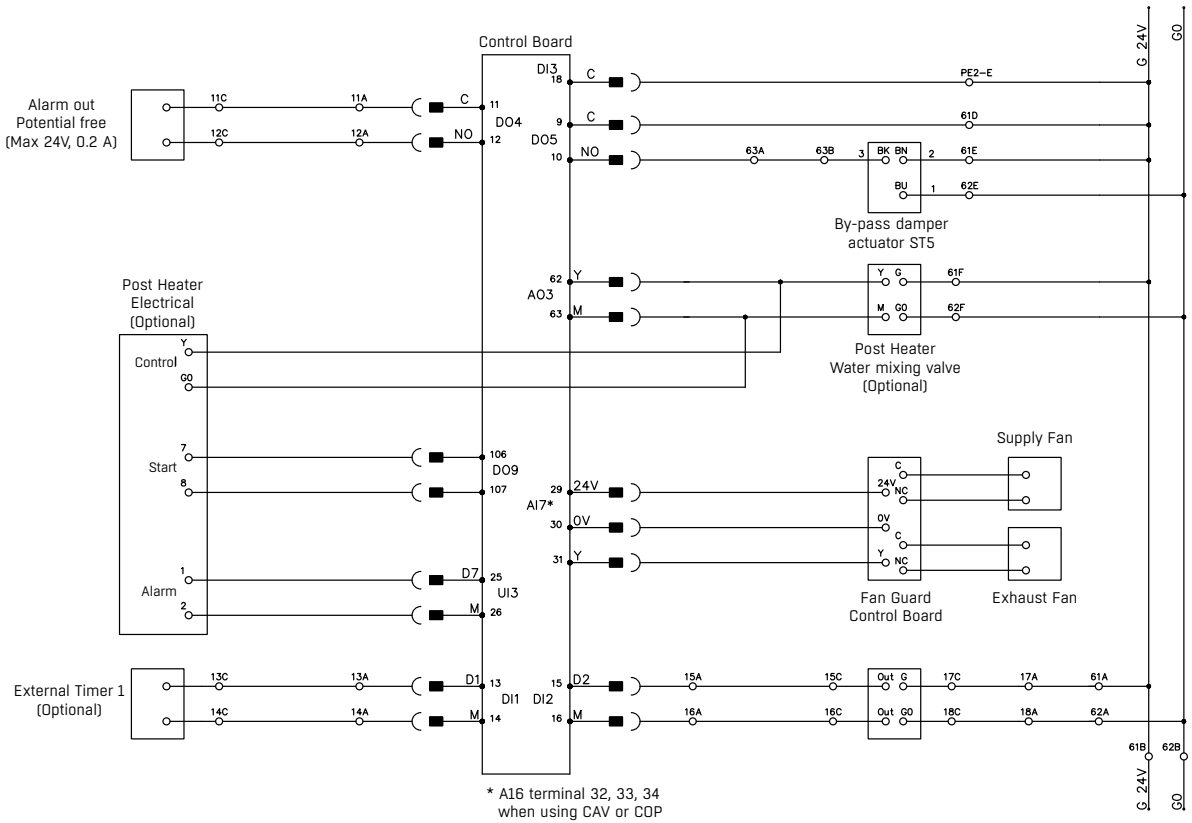 G 24V
G0
Control Board
Alarm out
Potential free
(Max 24V, 0.2 A)
11C
11A
C
11
12C
12A
NO
12
DO4
DI3
18
C
PE2-E
9
C
61D
DO5
10
NO
63A
63B
3
BK
BN
2
61E
BU
1
62E
By-pass damper
actuator ST5
62
Y
AO3
63
M
Y
G
61F
M
G0
62F
Post Heater
Water mixing valve
(Optional)
Post Heater
Electrical
(Optional)
Y
Control
G0
7
Start
8
106
DO9
107
1
Alarm
2
D7
25
UI3
M
26
29
24V
AI7*
30
0V
31
Y
C
24V
NC
0V
C
Y
NC
Fan Guard
Control Board
Supply Fan
Exhaust Fan
External Timer 1
(Optional)
13C
13A
D1
13
DI1
14C
14A
M
14
15
D2
DI2
16
M
15A
15C
Out
G
17C
17A
61A
16A
16C
Out
G0
18C
18A
62A
61B
62B
G 24V
G0
* A16 terminal 32, 33, 34
when using CAV or COP